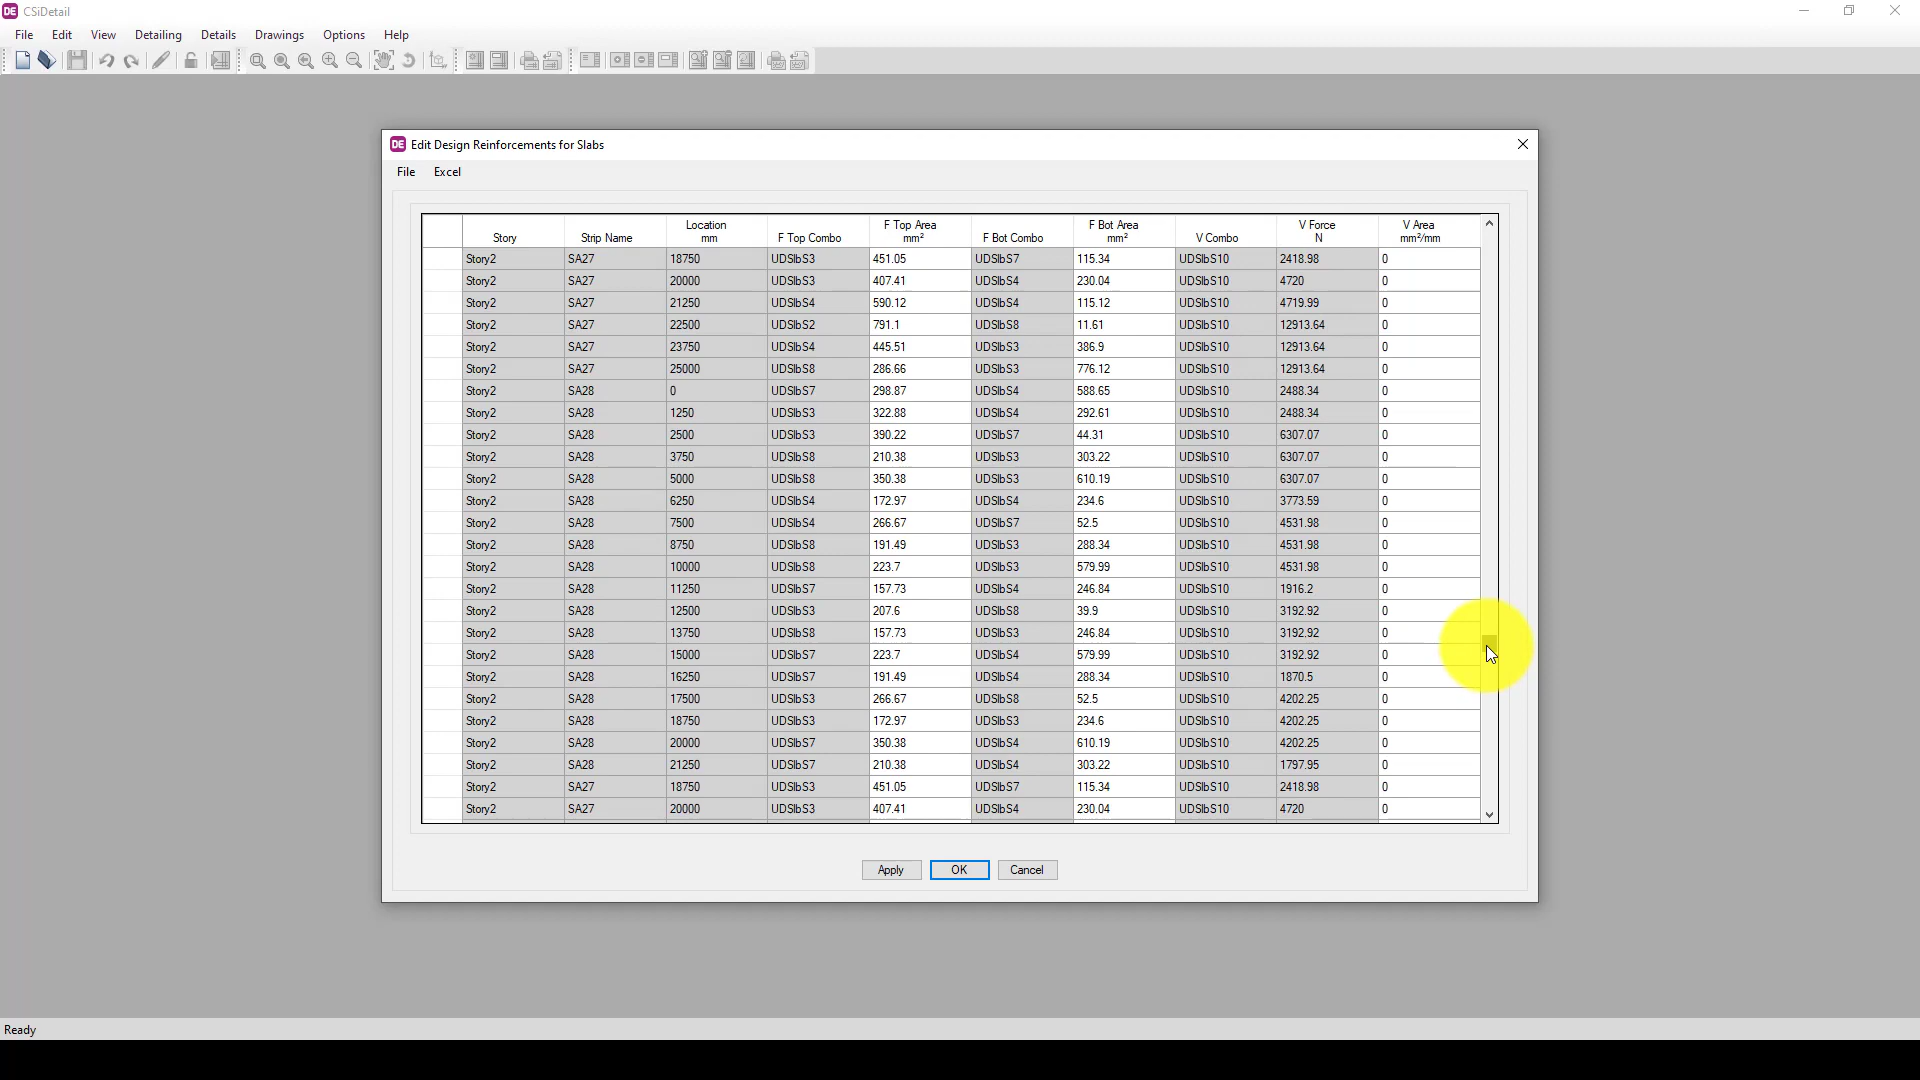 DE CSiDetail
File Edit View Detailing Details Drawings Options Help
DE Edit Design Reinforcements for Slabs
File Excel
Story Strip Name Location mm F Top Combo F Top Area mm² F Bot Combo F Bot Area mm² V Combo V Force N V Area mm²/mm
Story2 SA27 18750 UDSlbS3 451.05 UDSlbS7 115.34 UDSlbS10 2418.98 0
Story2 SA27 20000 UDSlbS3 407.41 UDSlbS4 230.04 UDSlbS10 4720 0
Story2 SA27 21250 UDSlbS4 590.12 UDSlbS4 115.12 UDSlbS10 4719.99 0
Story2 SA27 22500 UDSlbS2 791.1 UDSlbS8 11.61 UDSlbS10 12913.64 0
Story2 SA27 23750 UDSlbS4 445.51 UDSlbS3 386.9 UDSlbS10 12913.64 0
Story2 SA27 25000 UDSlbS8 286.66 UDSlbS3 776.12 UDSlbS10 12913.64 0
Story2 SA28 0 UDSlbS7 298.87 UDSlbS4 588.65 UDSlbS10 2488.34 0
Story2 SA28 1250 UDSlbS3 322.88 UDSlbS4 292.61 UDSlbS10 2488.34 0
Story2 SA28 2500 UDSlbS3 390.22 UDSlbS7 44.31 UDSlbS10 6307.07 0
Story2 SA28 3750 UDSlbS8 210.38 UDSlbS3 303.22 UDSlbS10 6307.07 0
Story2 SA28 5000 UDSlbS8 350.38 UDSlbS3 610.19 UDSlbS10 6307.07 0
Story2 SA28 6250 UDSlbS4 172.97 UDSlbS4 234.6 UDSlbS10 3773.59 0
Story2 SA28 7500 UDSlbS4 266.67 UDSlbS7 52.5 UDSlbS10 4531.98 0
Story2 SA28 8750 UDSlbS8 191.49 UDSlbS3 288.34 UDSlbS10 4531.98 0
Story2 SA28 10000 UDSlbS8 223.7 UDSlbS3 579.99 UDSlbS10 4531.98 0
Story2 SA28 11250 UDSlbS7 157.73 UDSlbS4 246.84 UDSlbS10 1916.2 0
Story2 SA28 12500 UDSlbS3 207.6 UDSlbS8 39.9 UDSlbS10 3192.92 0
Story2 SA28 13750 UDSlbS8 157.73 UDSlbS3 246.84 UDSlbS10 3192.92 0
Story2 SA28 15000 UDSlbS7 223.7 UDSlbS4 579.99 UDSlbS10 3192.92 0
Story2 SA28 16250 UDSlbS7 191.49 UDSlbS4 288.34 UDSlbS10 1870.5 0
Story2 SA28 17500 UDSlbS3 266.67 UDSlbS8 52.5 UDSlbS10 4202.25 0
Story2 SA28 18750 UDSlbS3 172.97 UDSlbS3 234.6 UDSlbS10 4202.25 0
Story2 SA28 20000 UDSlbS7 350.38 UDSlbS4 610.19 UDSlbS10 4202.25 0
Story2 SA28 21250 UDSlbS7 210.38 UDSlbS4 303.22 UDSlbS10 1797.95 0
Story2 SA27 18750 UDSlbS3 451.05 UDSlbS7 115.34 UDSlbS10 2418.98 0
Story2 SA27 20000 UDSlbS3 407.41 UDSlbS4 230.04 UDSlbS10 4720 0
Apply OK Cancel
Ready